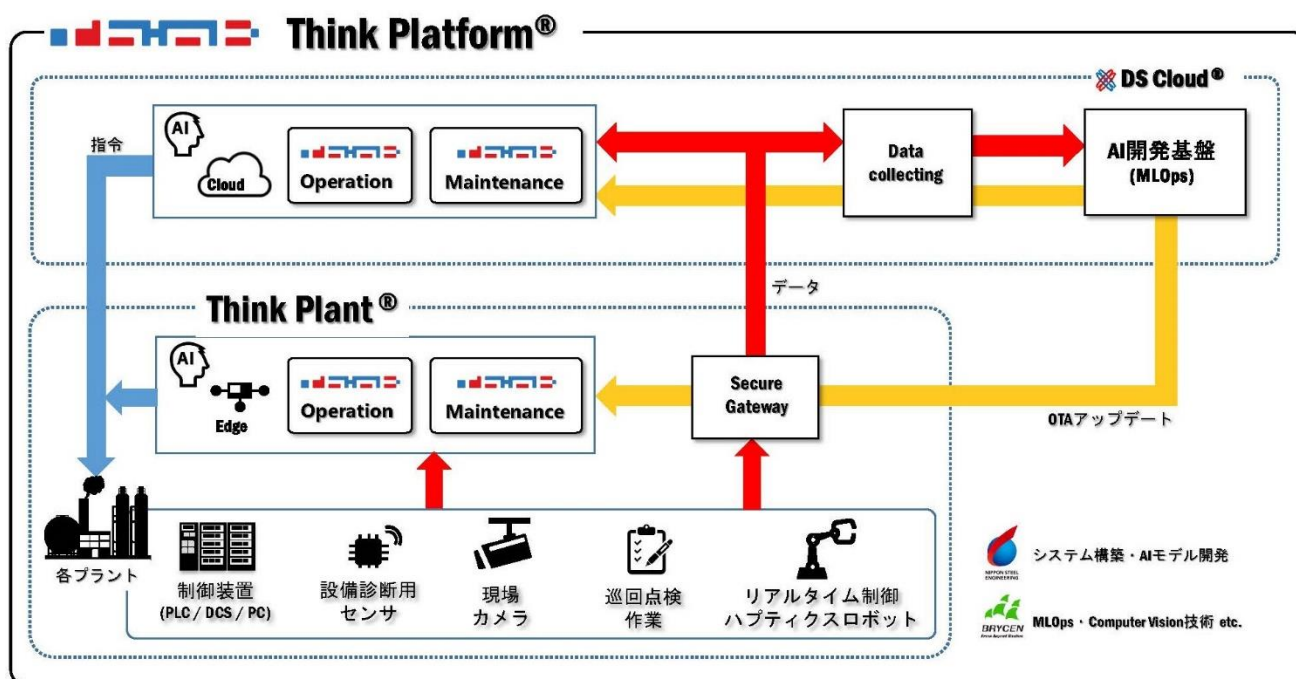 Think Platform®
DS Cloud®
指令
AI
Cloud
Operation
Maintenance
Data
collecting
AI開発基盤
(MLOps)
データ
Think Plant®
AI
Edge
Operation
Maintenance
Secure
Gateway
OTAアップデート
各プラント
制御装置
(PLC / DCS / PC)
設備診断用
センサ
現場
カメラ
巡回点検
作業
リアルタイム制御
ハプティクスロボット
NIPPON STEEL
ENGINEERING
システム構築・AIモデル開発
BRYCEN
MLOps・Computer Vision技術 etc.